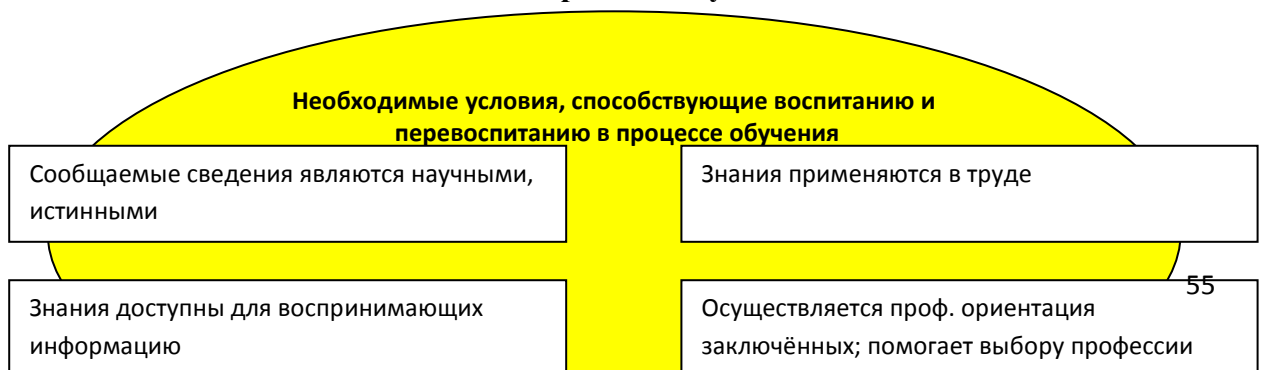 Необходимые условия, способствующие воспитанию и
перевоспитанию в процессе обучения
Сообщаемые сведения являются научными,
истинными
Знания применяются в труде
Знания доступны для воспринимающих
информацию
55
Осуществляется проф. ориентация
заключённых; помогает выбору профессии